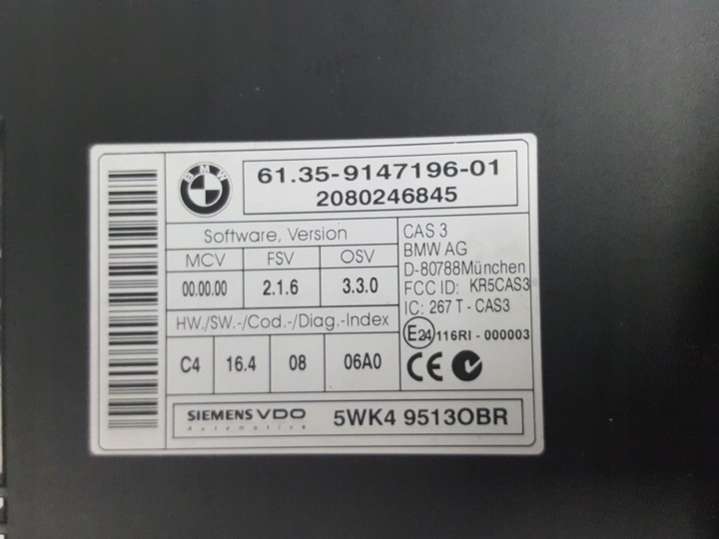 BMW
61.35-9147196-01
2080246845
Software, Version
MCV FSV OSV
00.00.00 2.1.6 3.3.0
HW./SW.-/Cod.-/Diag.-Index
C4 16.4 08 06A0
CAS 3
BMW AG
D-80788München
FCC ID: KR5CAS3
IC: 267 T - CAS3
E24 116RI - 000003
CE
SIEMENS VDO
Automotive
5WK4 9513OBR